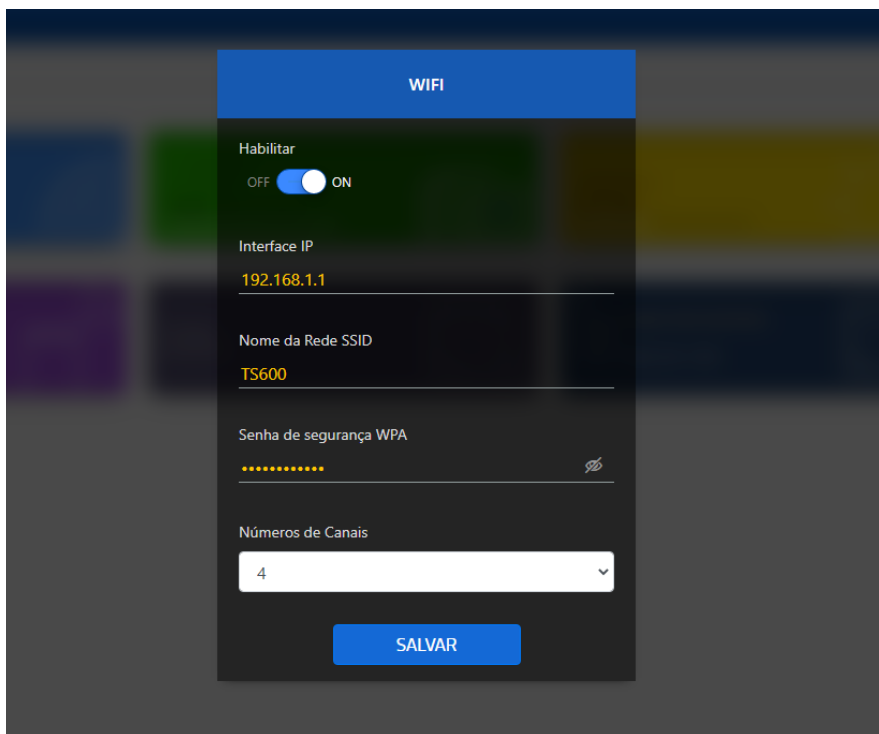 WIFI
Habilitar
OFF ON
Interface IP
192.168.1.1
Nome da Rede SSID
TS600
Senha de segurança WPA
••••••••••••
Números de Canais
4
SALVAR